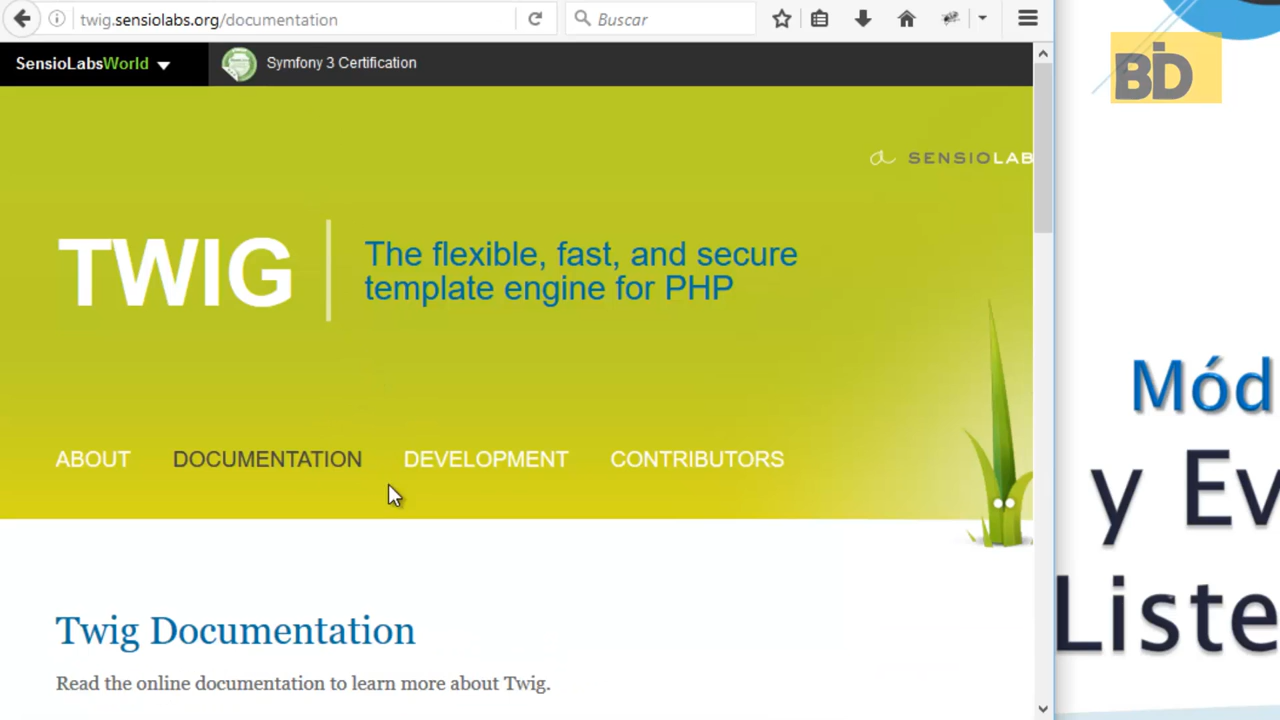 twig.sensiolabs.org/documentation
Buscar
SensioLabsWorld
Symfony 3 Certification
BID
a SENSIOLAB
TWIG
The flexible, fast, and secure
template engine for PHP
ABOUT DOCUMENTATION DEVELOPMENT CONTRIBUTORS
Twig Documentation
Read the online documentation to learn more about Twig.
Mód
y Ev
Liste